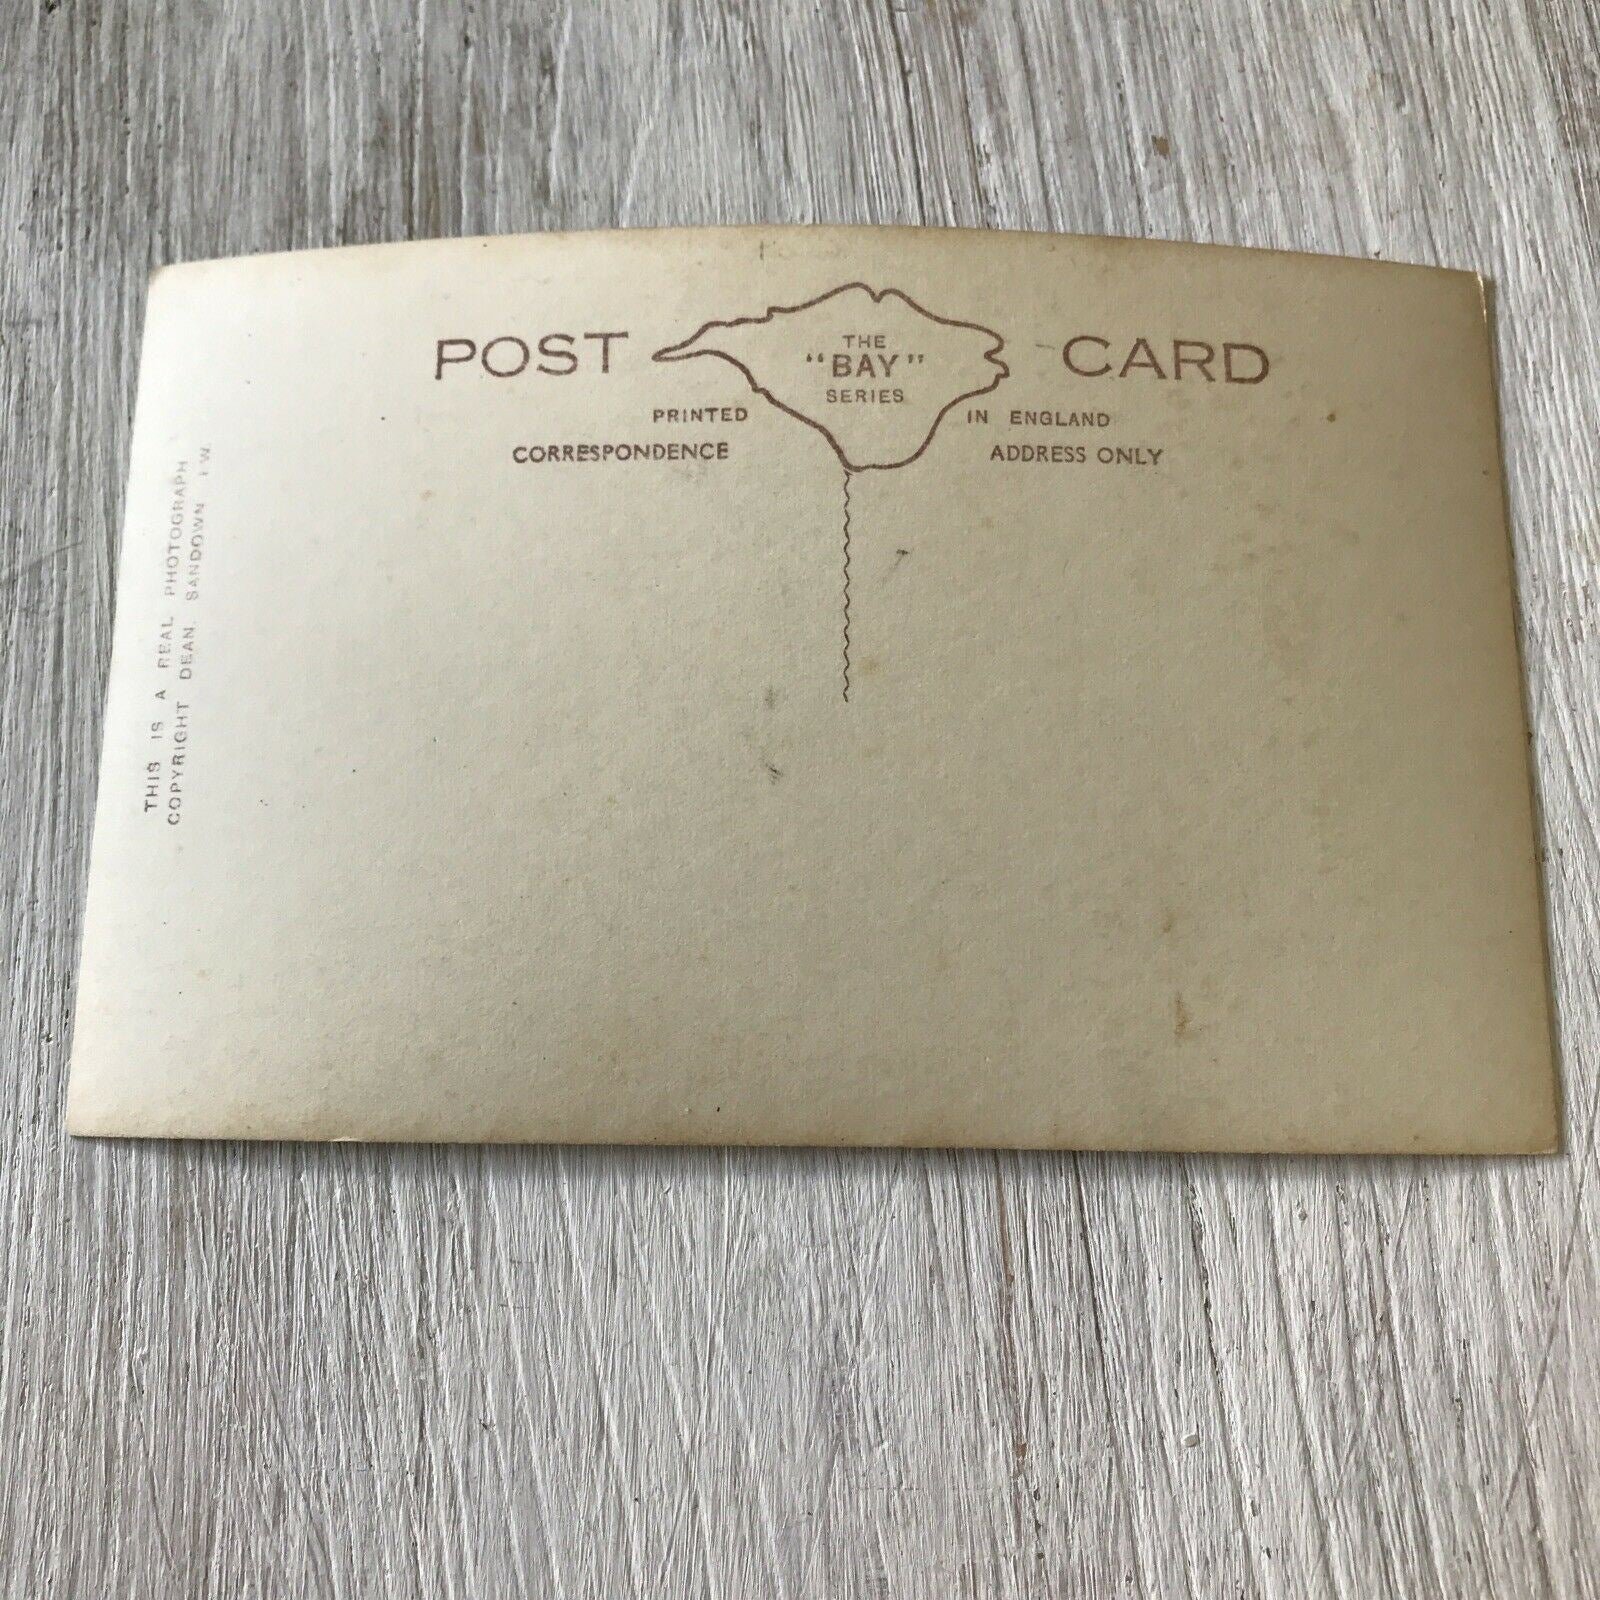 POST CARD
THE
"BAY"
SERIES
PRINTED IN ENGLAND
CORRESPONDENCE ADDRESS ONLY
THIS IS A REAL PHOTOGRAPH
COPYRIGHT DEAN, SANDOWN I.W.